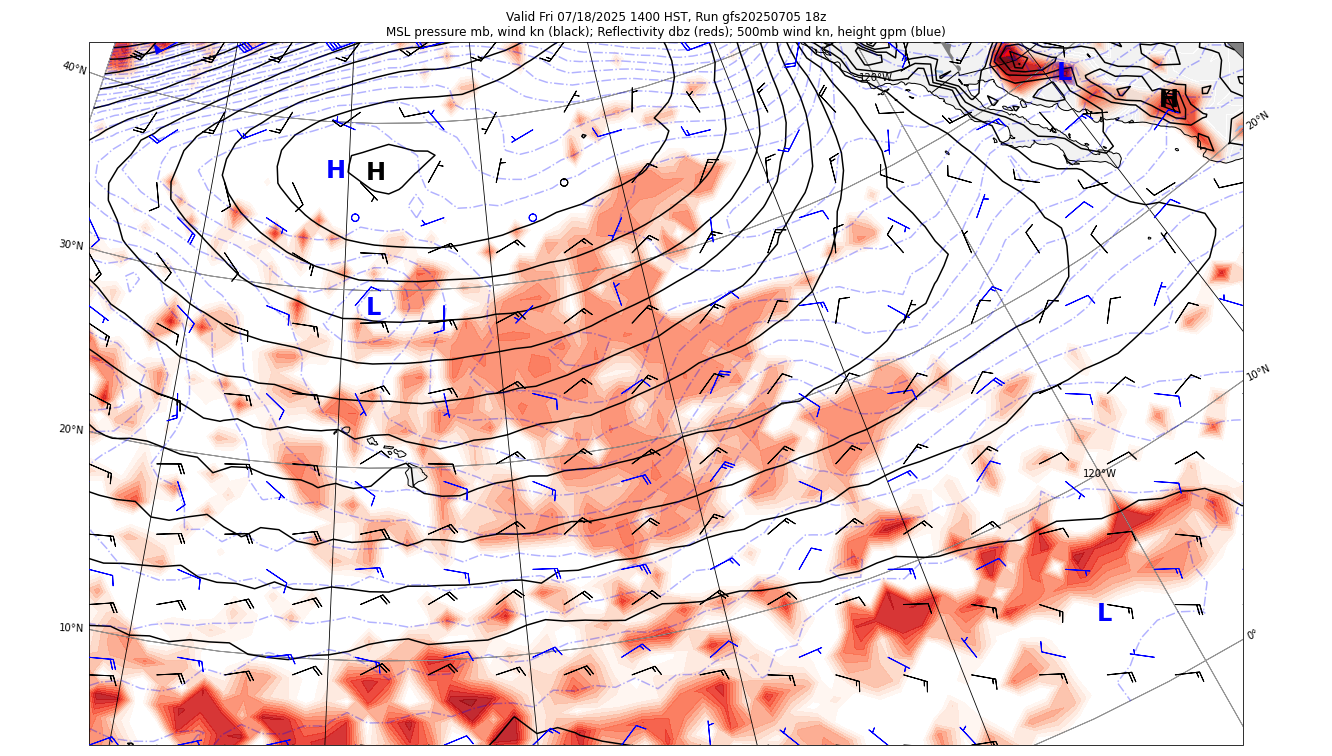 Valid Fri 07/18/2025 1400 HST, Run gfs20250705 18z
MSL pressure mb, wind kn (black); Reflectivity dbz (reds); 500mb wind kn, height gpm (blue)
40°N
120°W
L
H
20°N
H
H
30°N
L
10°N
20°N
120°W
10°N
L
0°